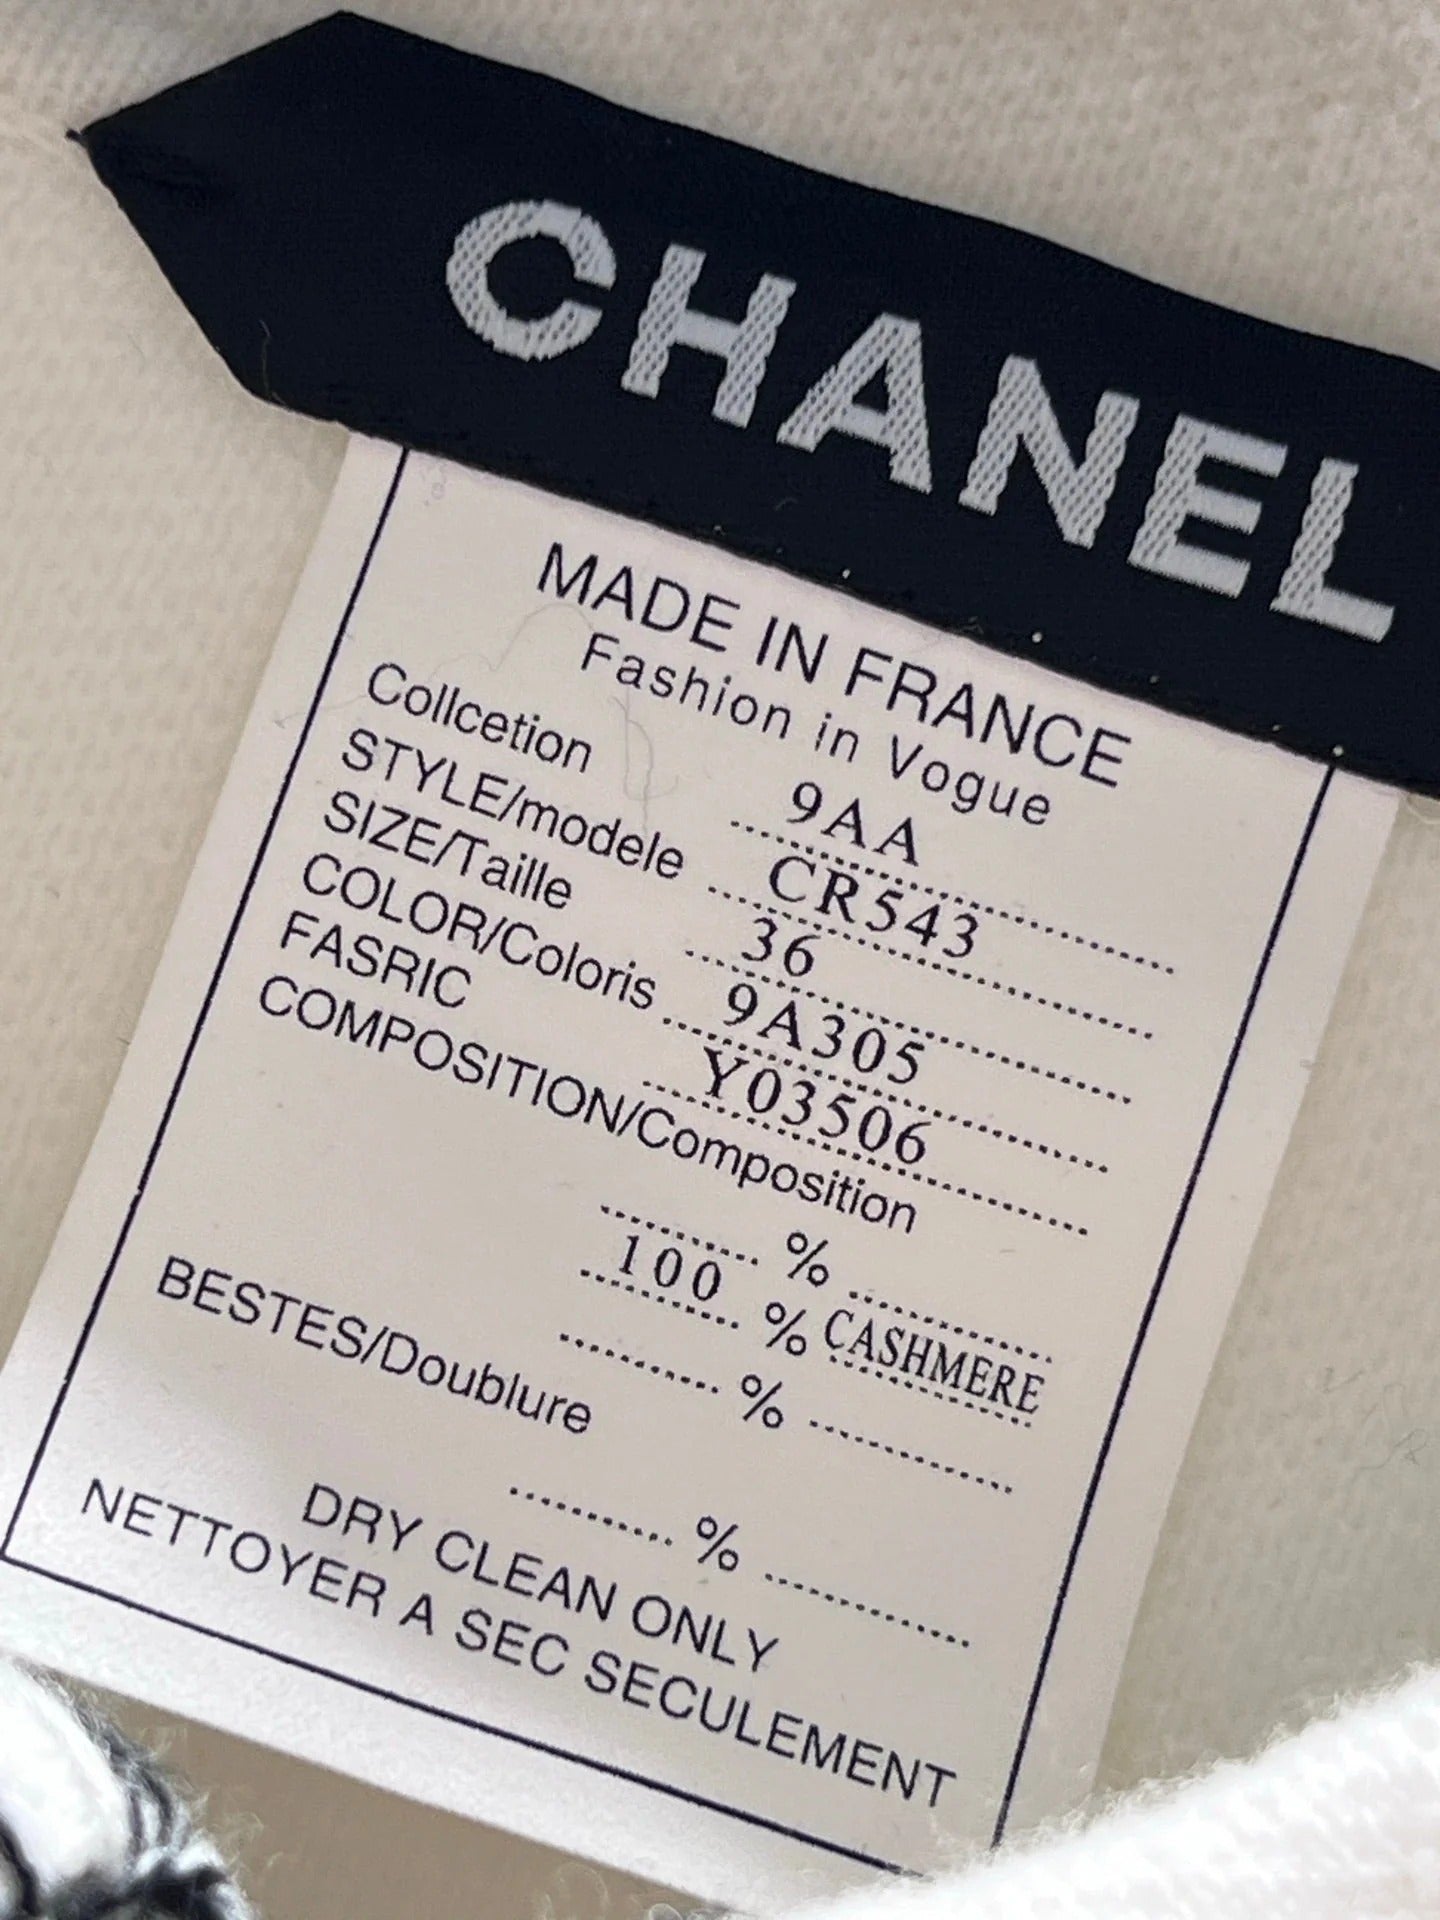 CHANEL
MADE IN FRANCE
Fashion in Vogue
Collcetion 9AA
STYLE/modele CR543
SIZE/Taille 36
COLOR/Coloris 9A305
FASRIC Y03506
COMPOSITION/Composition
%
100 % CASHMERE
%
BESTES/Doublure
%
DRY CLEAN ONLY
NETTOYER A SEC SECULEMENT